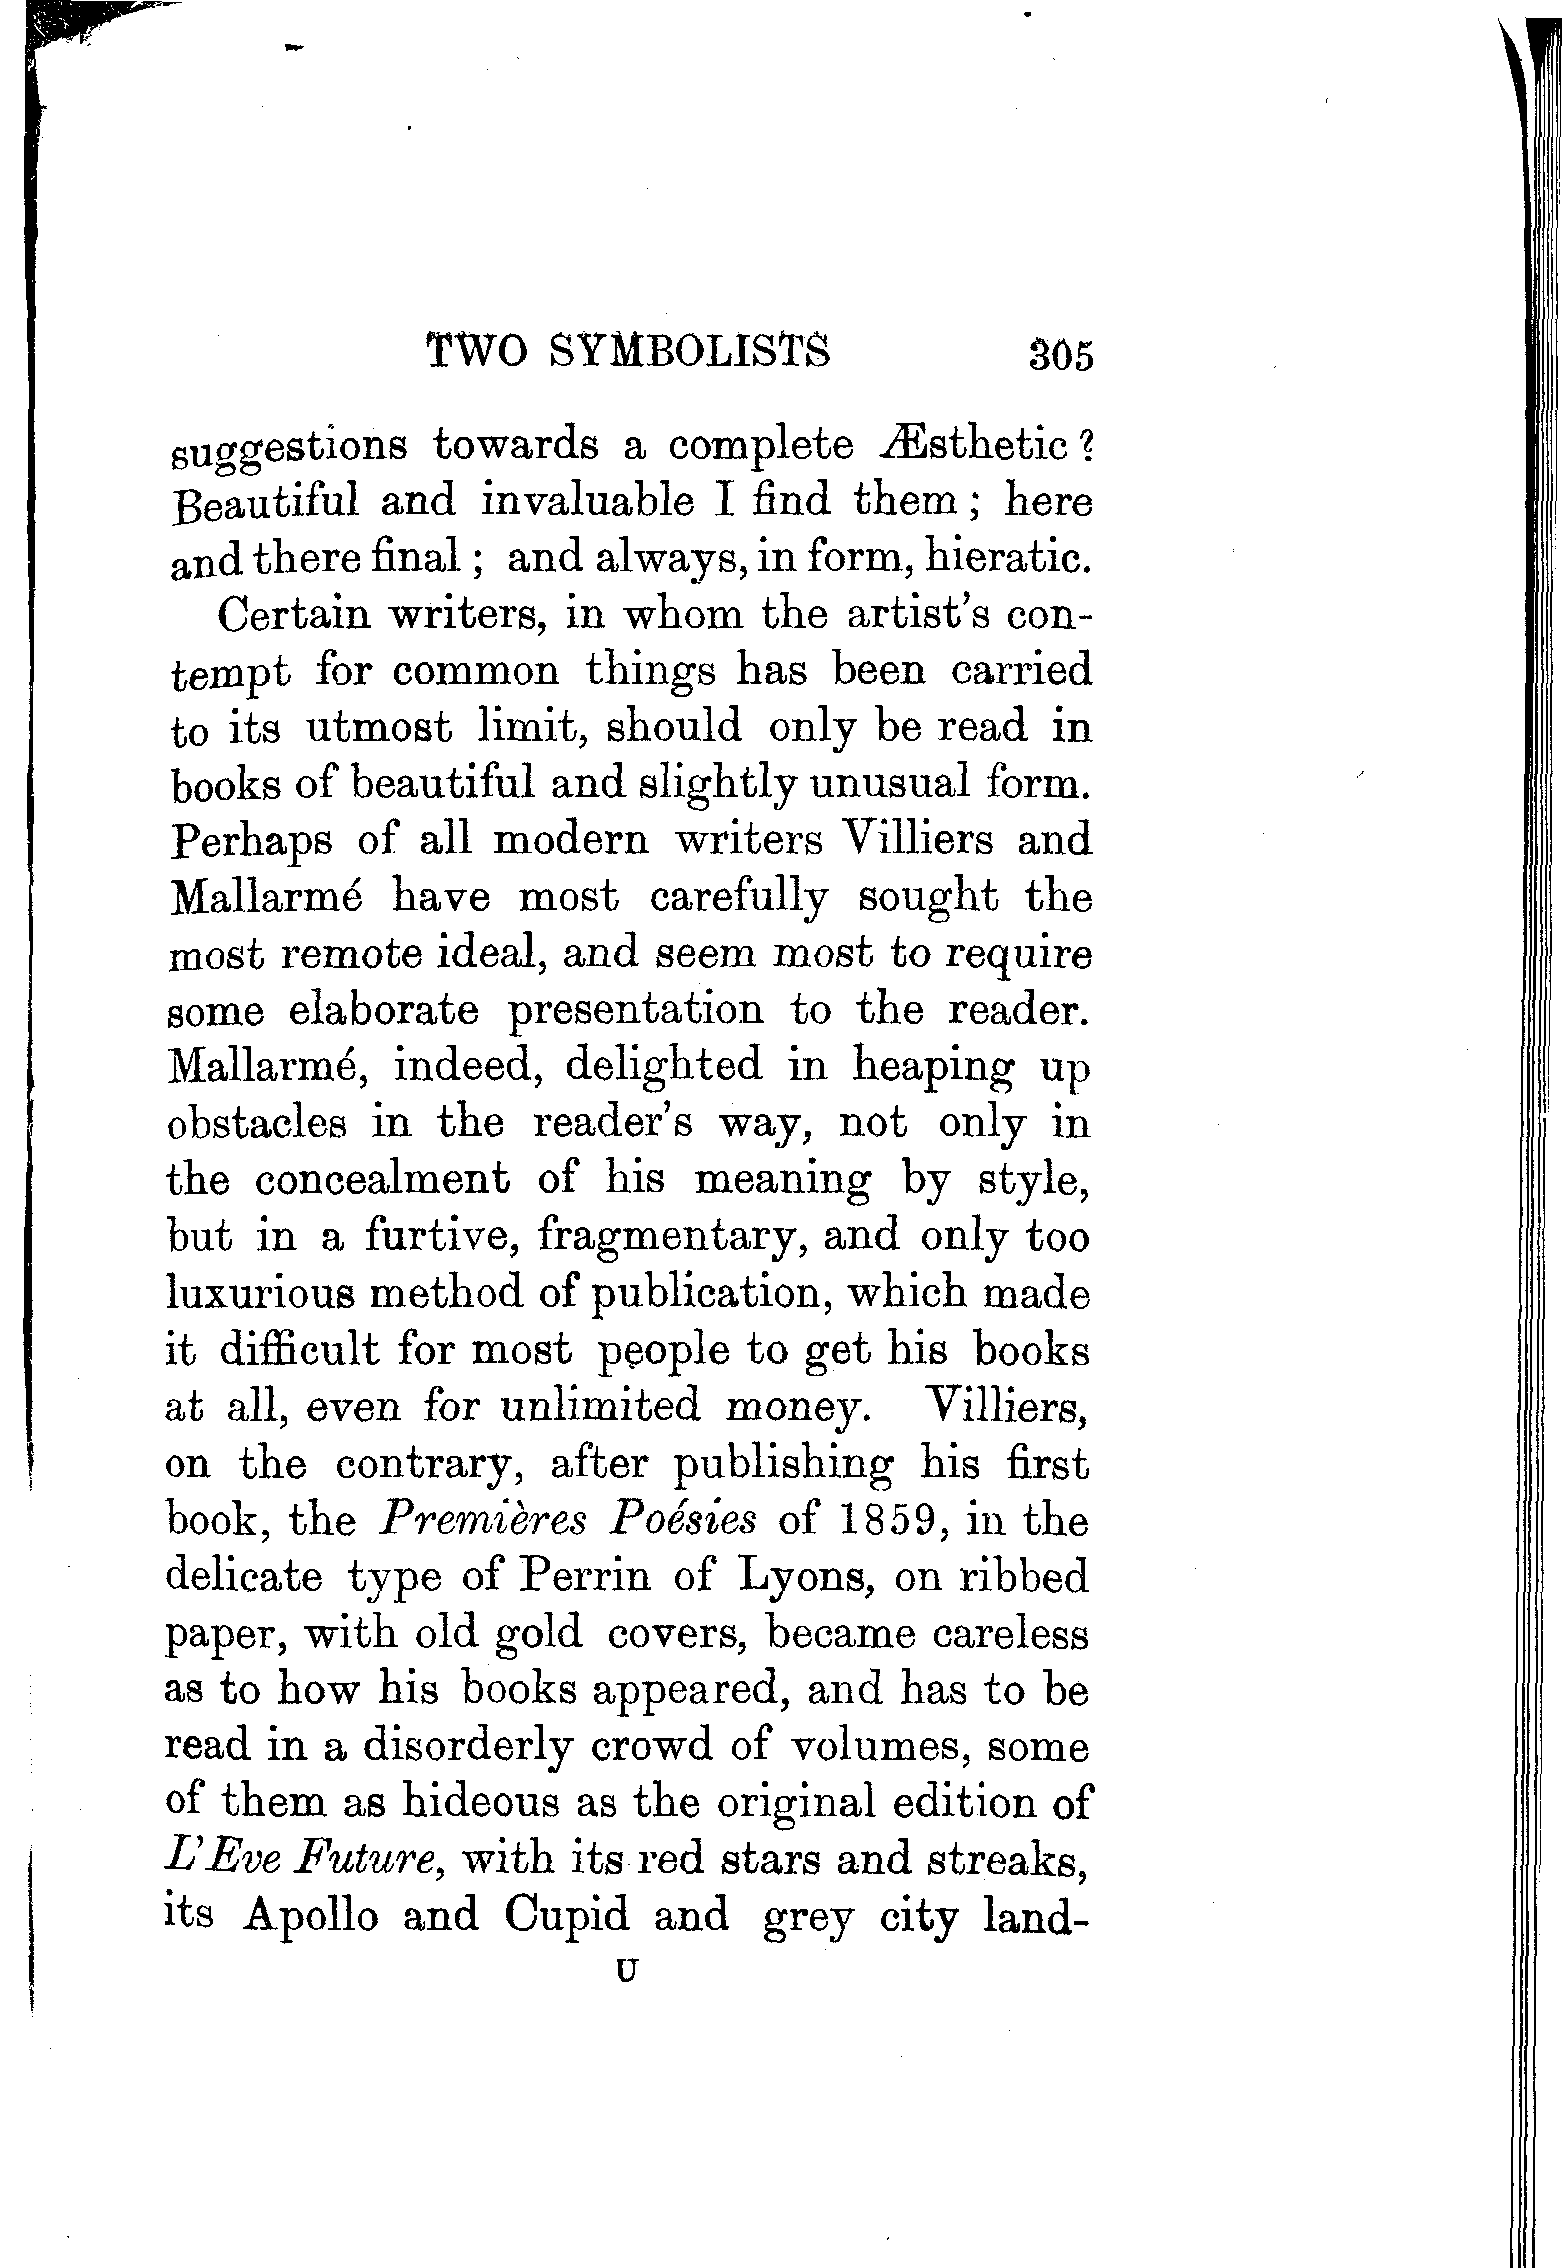 TWO SYMBOLISTS 305
suggestions towards a complete Æsthetic?
Beautiful and invaluable I find them; here
and there final; and always, in form, hieratic.
Certain writers, in whom the artist's con-
tempt for common things has been carried
to its utmost limit, should only be read in
books of beautiful and slightly unusual form.
Perhaps of all modern writers Villiers and
Mallarmé have most carefully sought the
most remote ideal, and seem most to require
some elaborate presentation to the reader.
Mallarmé, indeed, delighted in heaping up
obstacles in the reader's way, not only in
the concealment of his meaning by style,
but in a furtive, fragmentary, and only too
luxurious method of publication, which made
it difficult for most people to get his books
at all, even for unlimited money. Villiers,
on the contrary, after publishing his first
book, the Premières Poésies of 1859, in the
delicate type of Perrin of Lyons, on ribbed
paper, with old gold covers, became careless
as to how his books appeared, and has to be
read in a disorderly crowd of volumes, some
of them as hideous as the original edition of
L'Eve Future, with its red stars and streaks,
its Apollo and Cupid and grey city land-
U